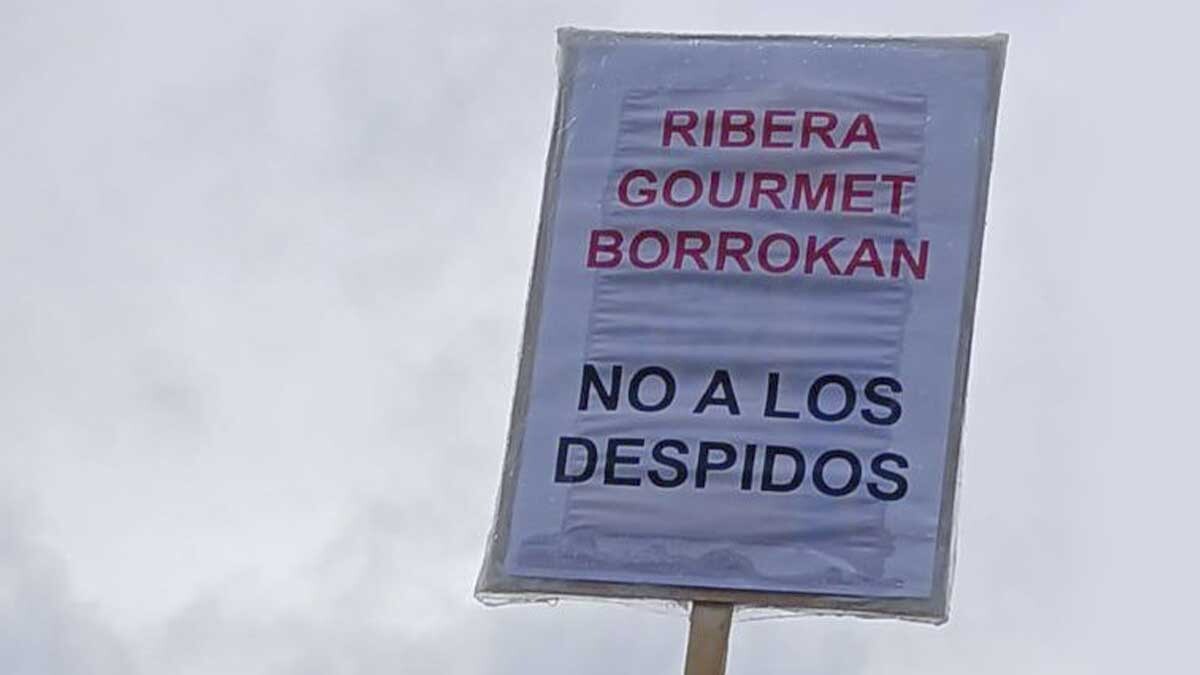 RIBERA
GOURMET
BORROKAN
NO A LOS
DESPIDOS